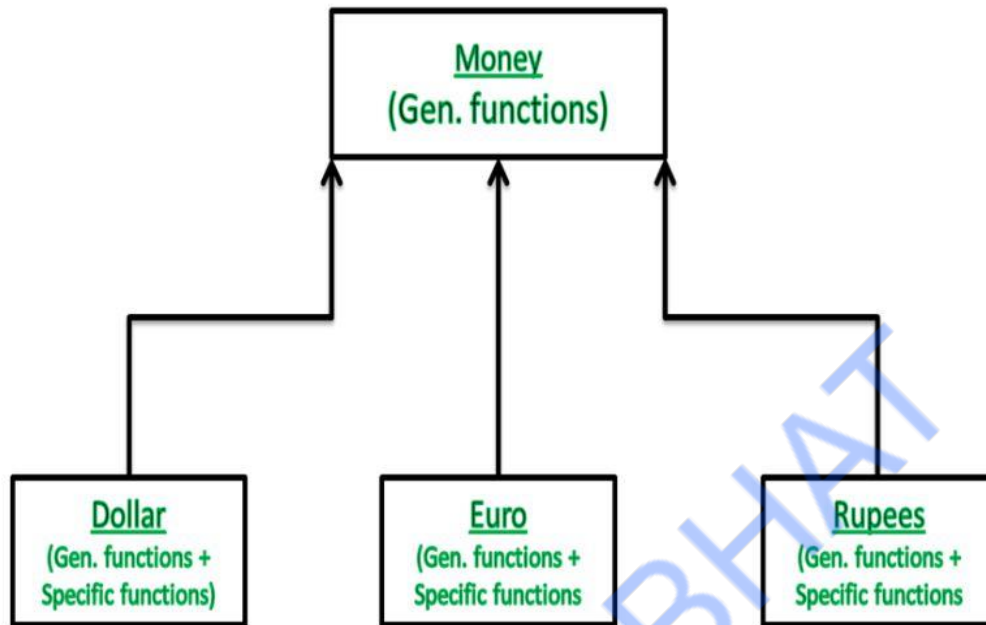 Money
(Gen. functions)
Dollar
(Gen. functions +
Specific functions)
Euro
(Gen. functions +
Specific functions
Rupees
(Gen. functions +
Specific functions
BHAT